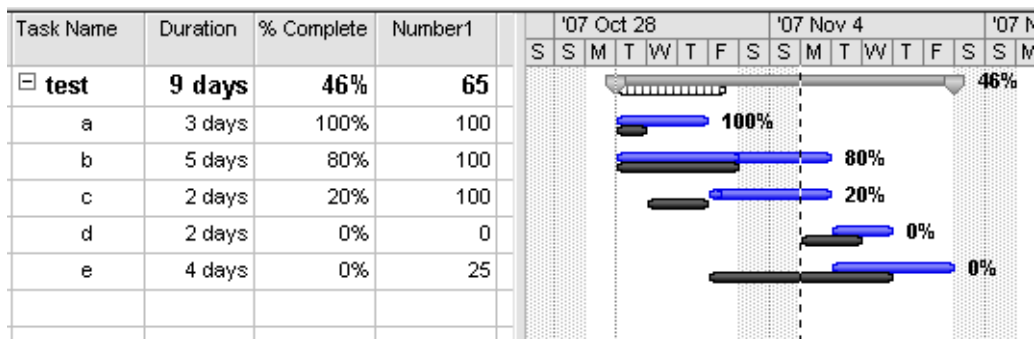 Task Name Duration % Complete Number1 '07 Oct 28 '07 Nov 4 '07 N
S S M T W T F S S M T W T F S S M
test 9 days 46% 65 46%
a 3 days 100% 100 100%
b 5 days 80% 100 80%
c 2 days 20% 100 20%
d 2 days 0% 0 0%
e 4 days 0% 25 0%